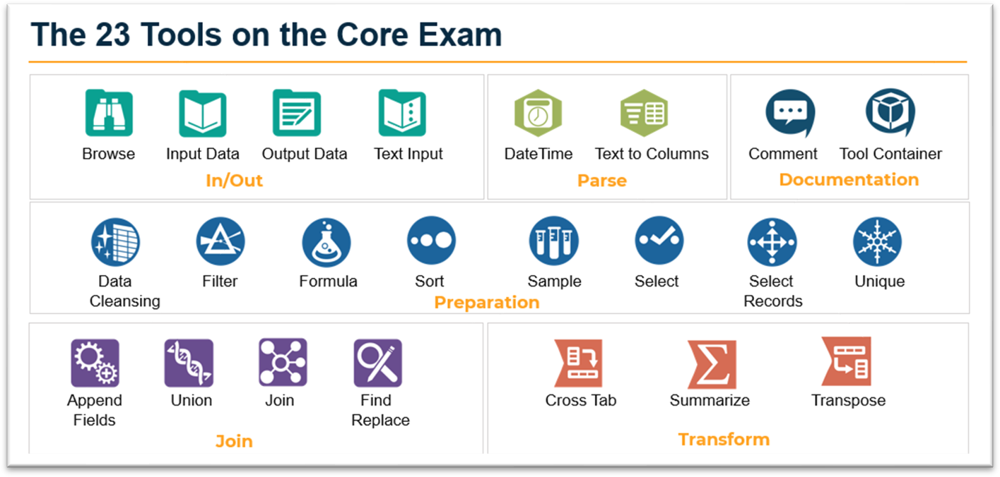 The 23 Tools on the Core Exam
Browse
Input Data
Output Data
Text Input
In/Out
DateTime
Text to Columns
Parse
Comment
Tool Container
Documentation
Data
Cleansing
Filter
Formula
Sort
Sample
Select
Select
Records
Unique
Preparation
Append
Fields
Union
Join
Find
Replace
Join
Cross Tab
Summarize
Transpose
Transform